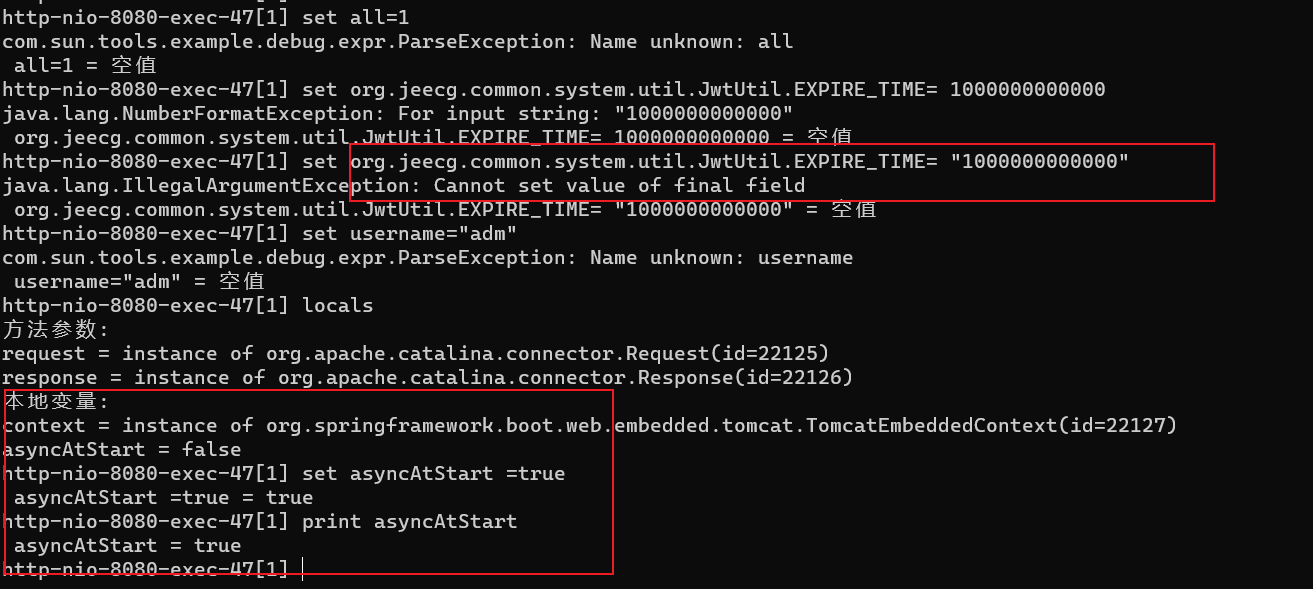 http-nio-8080-exec-47[1] set all=1
com.sun.tools.example.debug.expr.ParseException: Name unknown: all
all=1 = 空值
http-nio-8080-exec-47[1] set org.jeecg.common.system.util.JwtUtil.EXPIRE_TIME= 1000000000000
java.lang.NumberFormatException: For input string: "1000000000000"
org.jeecg.common.system.util.JwtUtil.EXPIRE_TIME= 1000000000000 = 空值
http-nio-8080-exec-47[1] set org.jeecg.common.system.util.JwtUtil.EXPIRE_TIME= "1000000000000"
java.lang.IllegalArgumentException: Cannot set value of final field
org.jeecg.common.system.util.JwtUtil.EXPIRE_TIME= "1000000000000" = 空值
http-nio-8080-exec-47[1] set username="adm"
com.sun.tools.example.debug.expr.ParseException: Name unknown: username
username="adm" = 空值
http-nio-8080-exec-47[1] locals
方法参数:
request = instance of org.apache.catalina.connector.Request(id=22125)
response = instance of org.apache.catalina.connector.Response(id=22126)
本地变量:
context = instance of org.springframework.boot.web.embedded.tomcat.TomcatEmbeddedContext(id=22127)
asyncAtStart = false
http-nio-8080-exec-47[1] set asyncAtStart =true
asyncAtStart =true = true
http-nio-8080-exec-47[1] print asyncAtStart
asyncAtStart = true
http-nio-8080-exec-47[1]